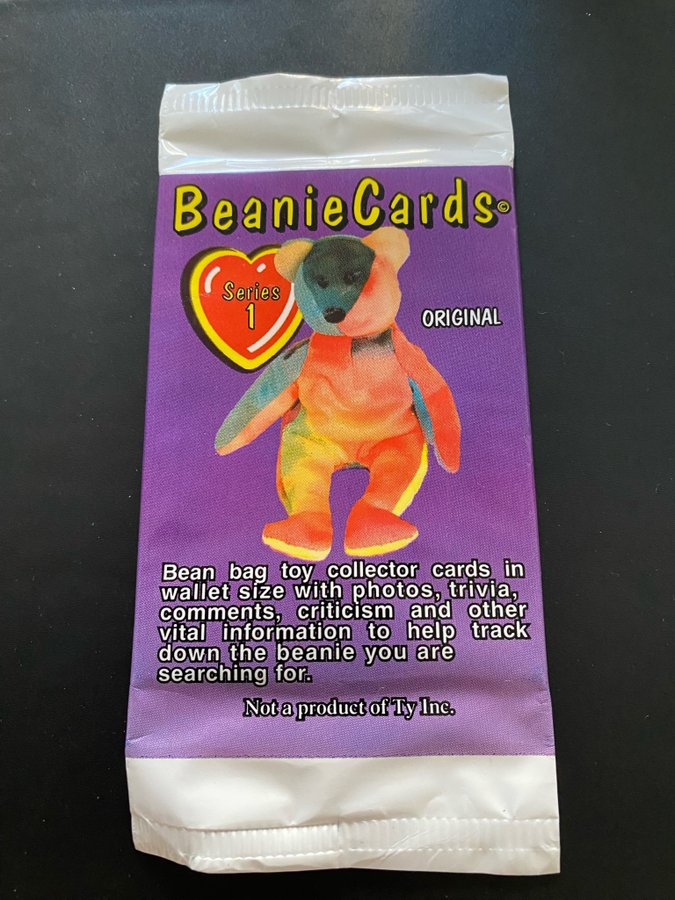 BeanieCards©
Series
1
ORIGINAL
Bean bag toy collector cards in
wallet size with photos, trivia,
comments, criticism and other
vital information to help track
down the beanie you are
searching for.
Not a product of Ty Inc.